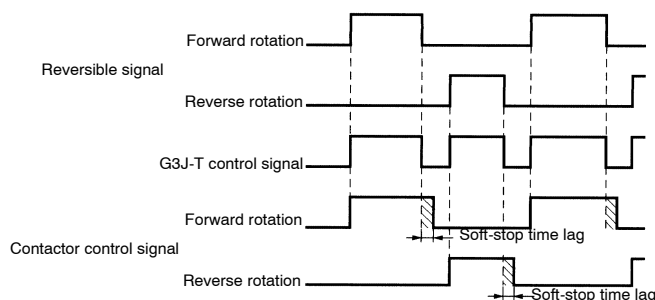 Forward rotation
Reversible signal
Reverse rotation
G3J-T control signal
Forward rotation
Soft-stop time lag
Contactor control signal
Reverse rotation
Soft-stop time lag